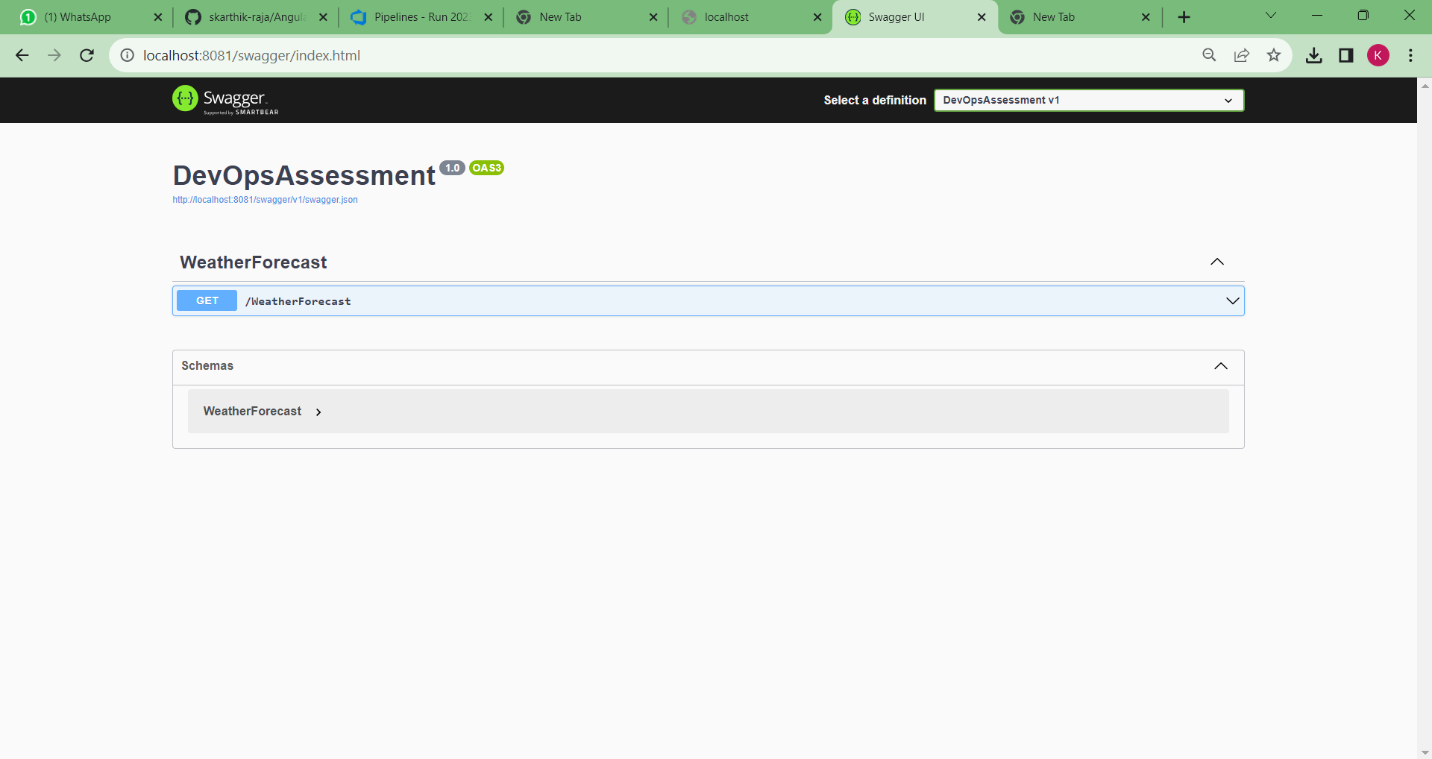 (1) WhatsApp
skarthik-raja/Angula
Pipelines - Run 202
New Tab
localhost
Swagger UI
New Tab
localhost:8081/swagger/index.html
K
Swagger.
Supported by SMARTBEAR
Select a definition
DevOpsAssessment v1
DevOpsAssessment 1.0 OAS3
http://localhost:8081/swagger/v1/swagger.json
WeatherForecast
GET /WeatherForecast
Schemas
WeatherForecast